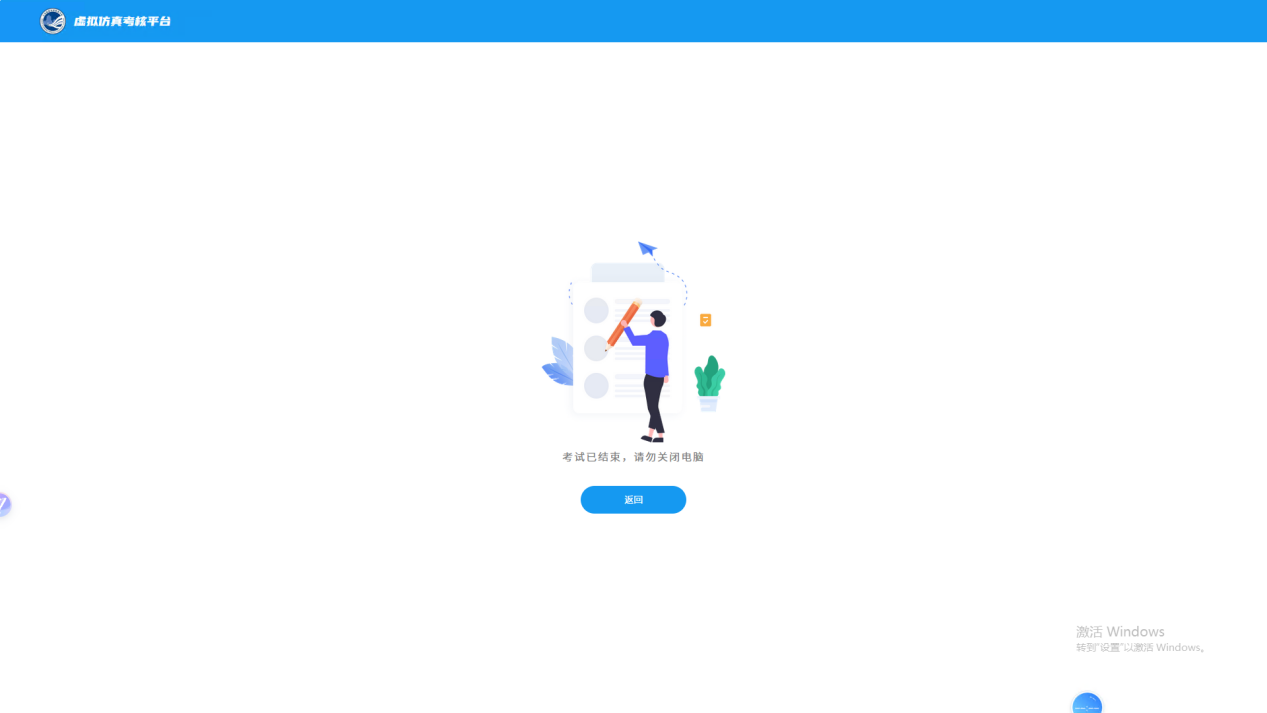 虚拟仿真考核平台
考试已结束，请勿关闭电脑
返回
激活 Windows
转到"设置"以激活 Windows。